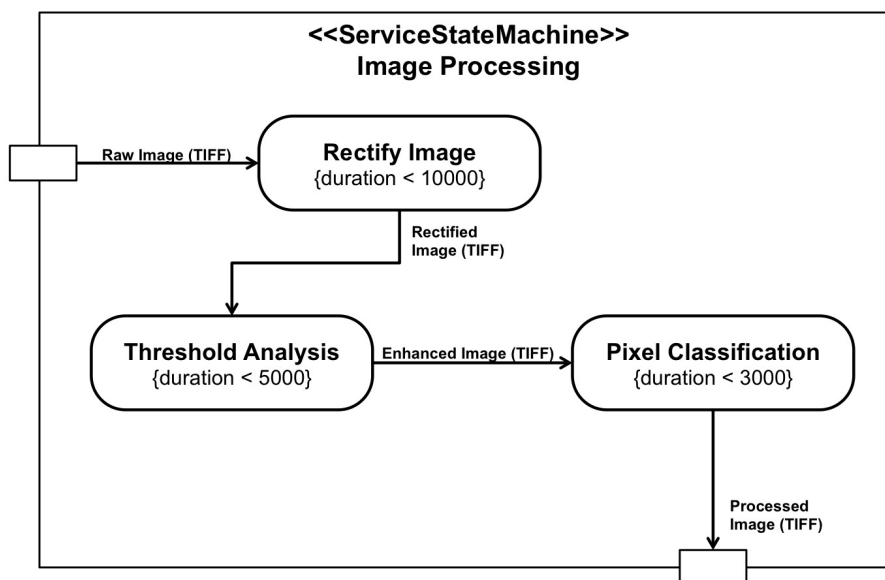 <<ServiceStateMachine>>
Image Processing
Raw Image (TIFF)
Rectify Image
{duration < 10000}
Rectified
Image (TIFF)
Threshold Analysis
{duration < 5000}
Enhanced Image (TIFF)
Pixel Classification
{duration < 3000}
Processed
Image (TIFF)